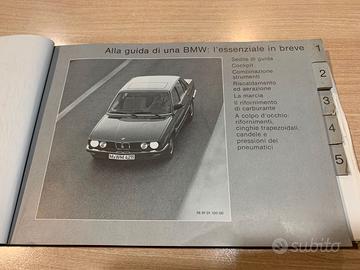 Alla guida di una BMW: l'essenziale in breve
1
2
3
4
5
Sedile di guida
Cockpit
Combinazione
strumenti
Riscaldamento
ed aerazione
La marcia
Il rifornimento di
carburante
A colpo d'occhio:
rifornimenti,
cinghie trapezoidali,
candele e
pressioni dei
pneumatici
subito